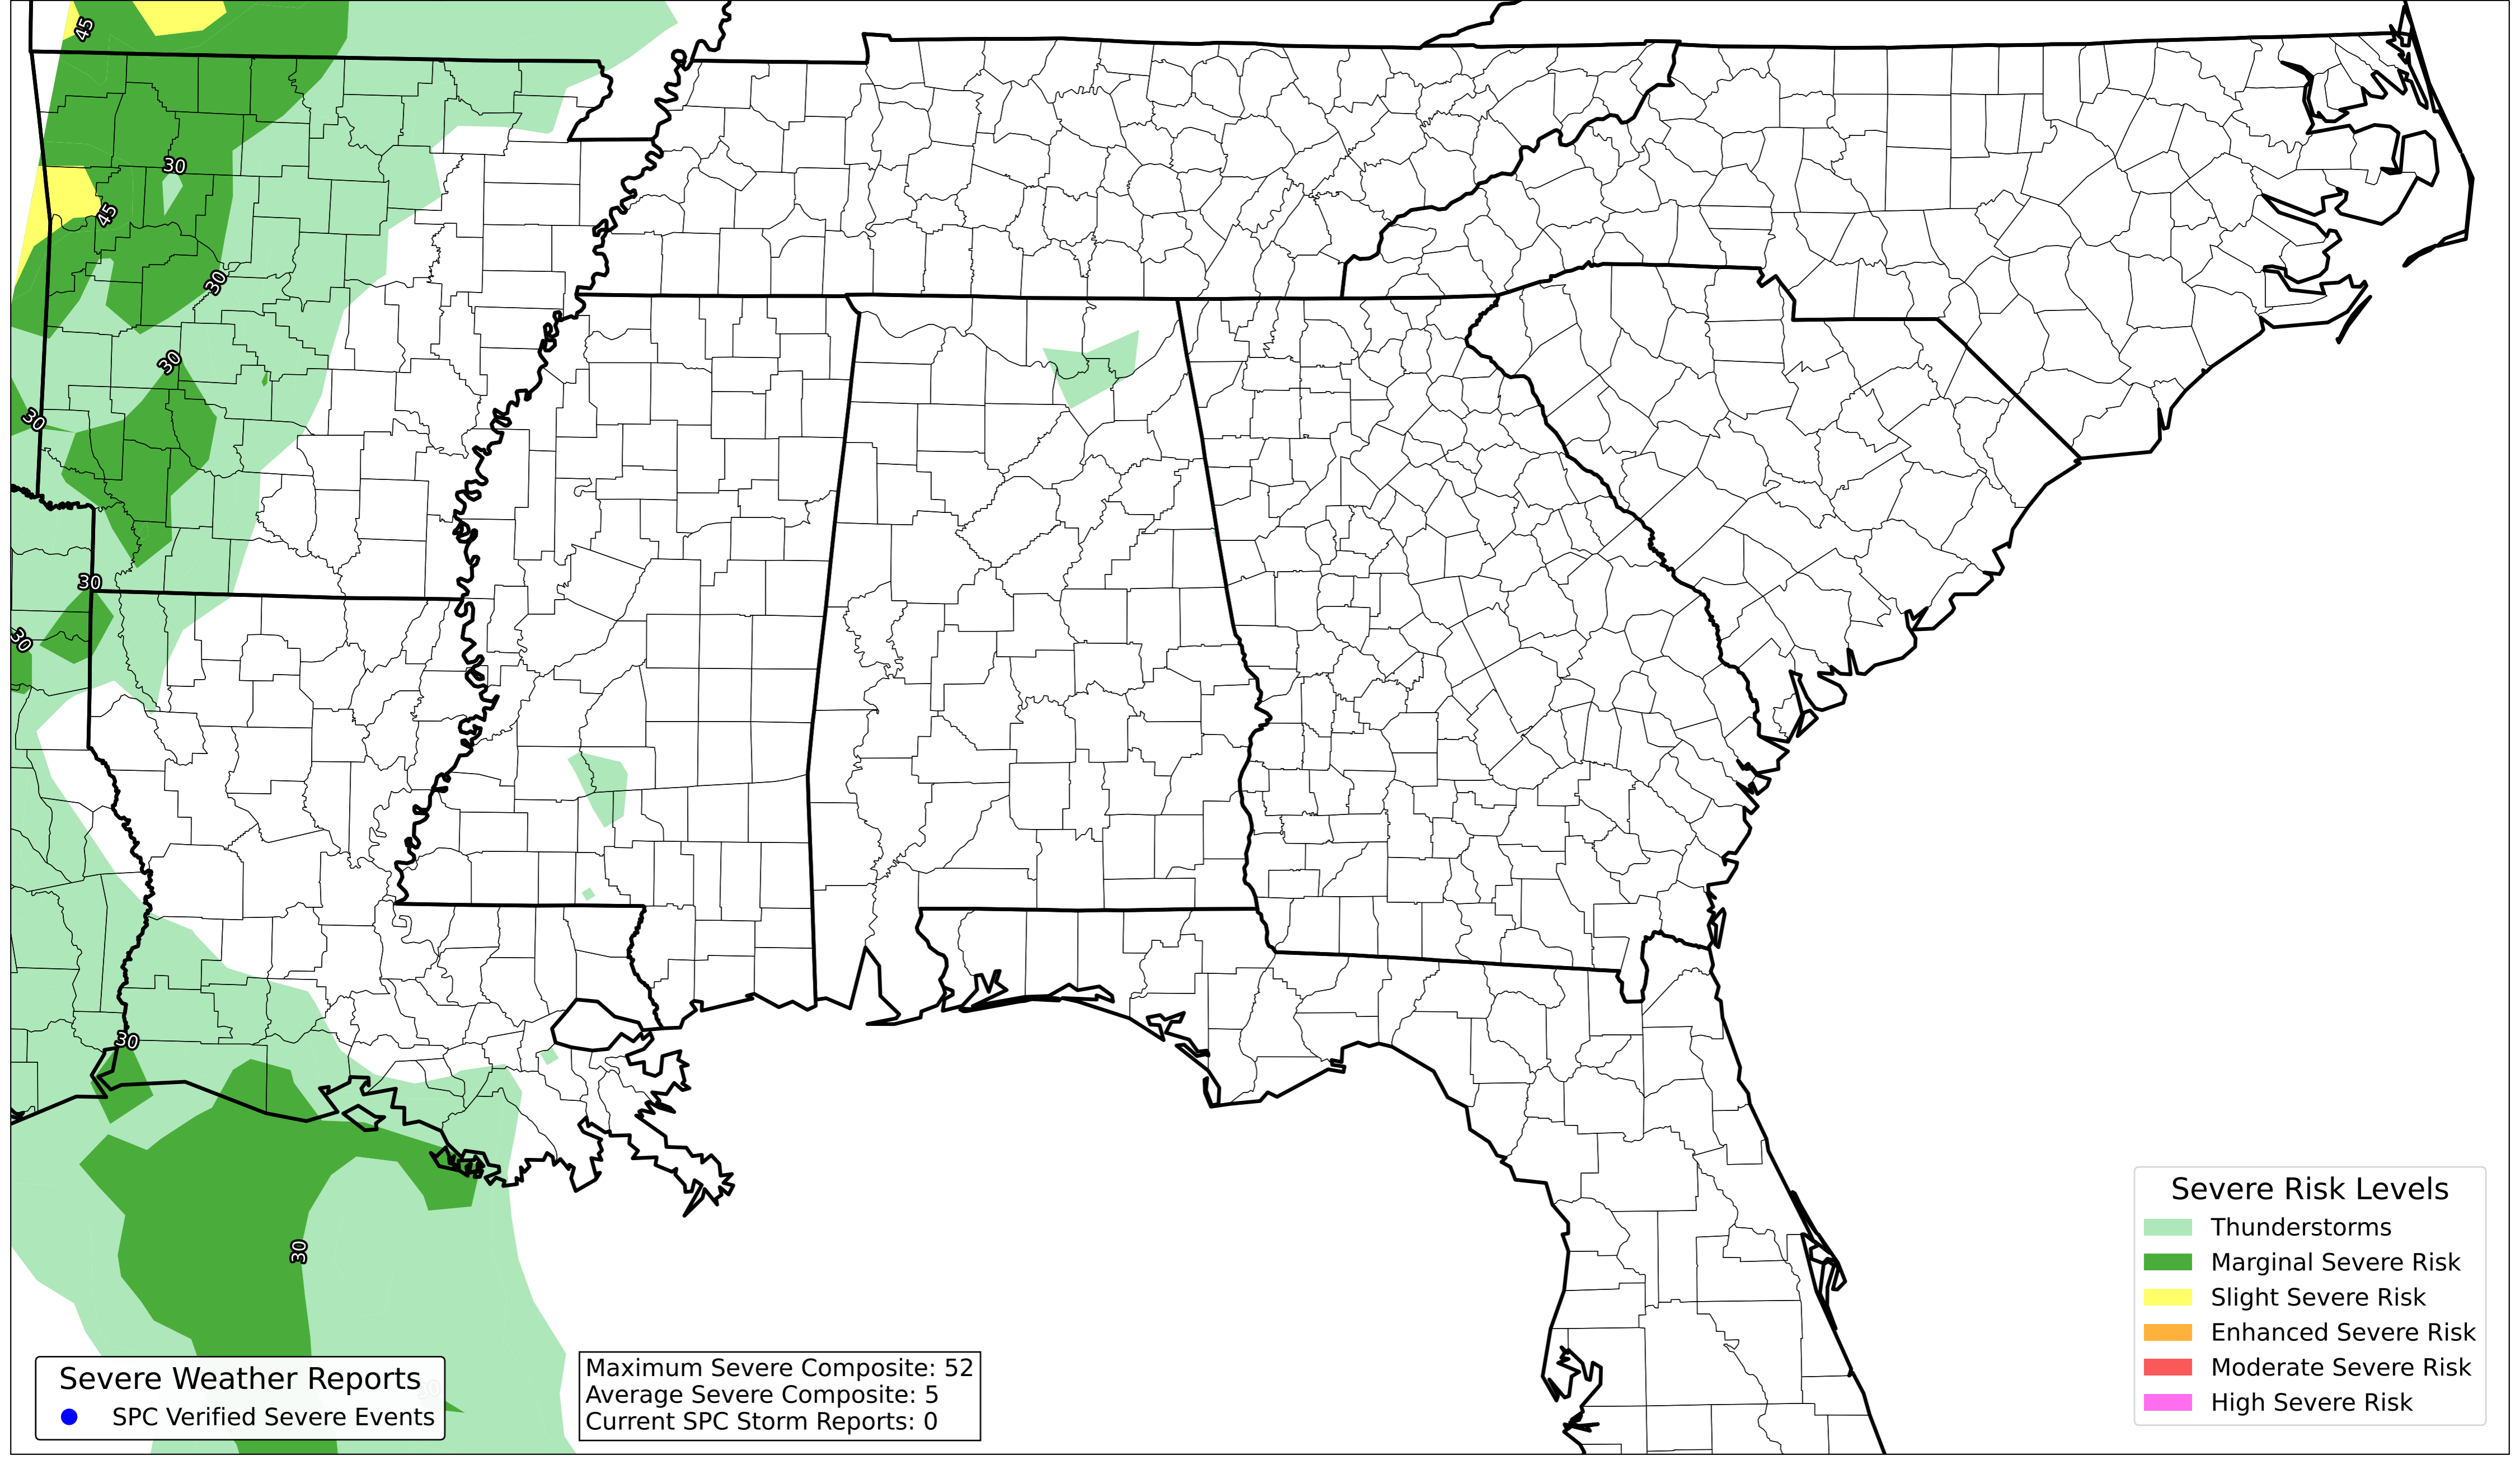 45
30
45
30
30
30
30
30
30
30
Severe Risk Levels
Thunderstorms
Marginal Severe Risk
Slight Severe Risk
Enhanced Severe Risk
Moderate Severe Risk
High Severe Risk
Severe Weather Reports
SPC Verified Severe Events
Maximum Severe Composite: 52
Average Severe Composite: 5
Current SPC Storm Reports: 0